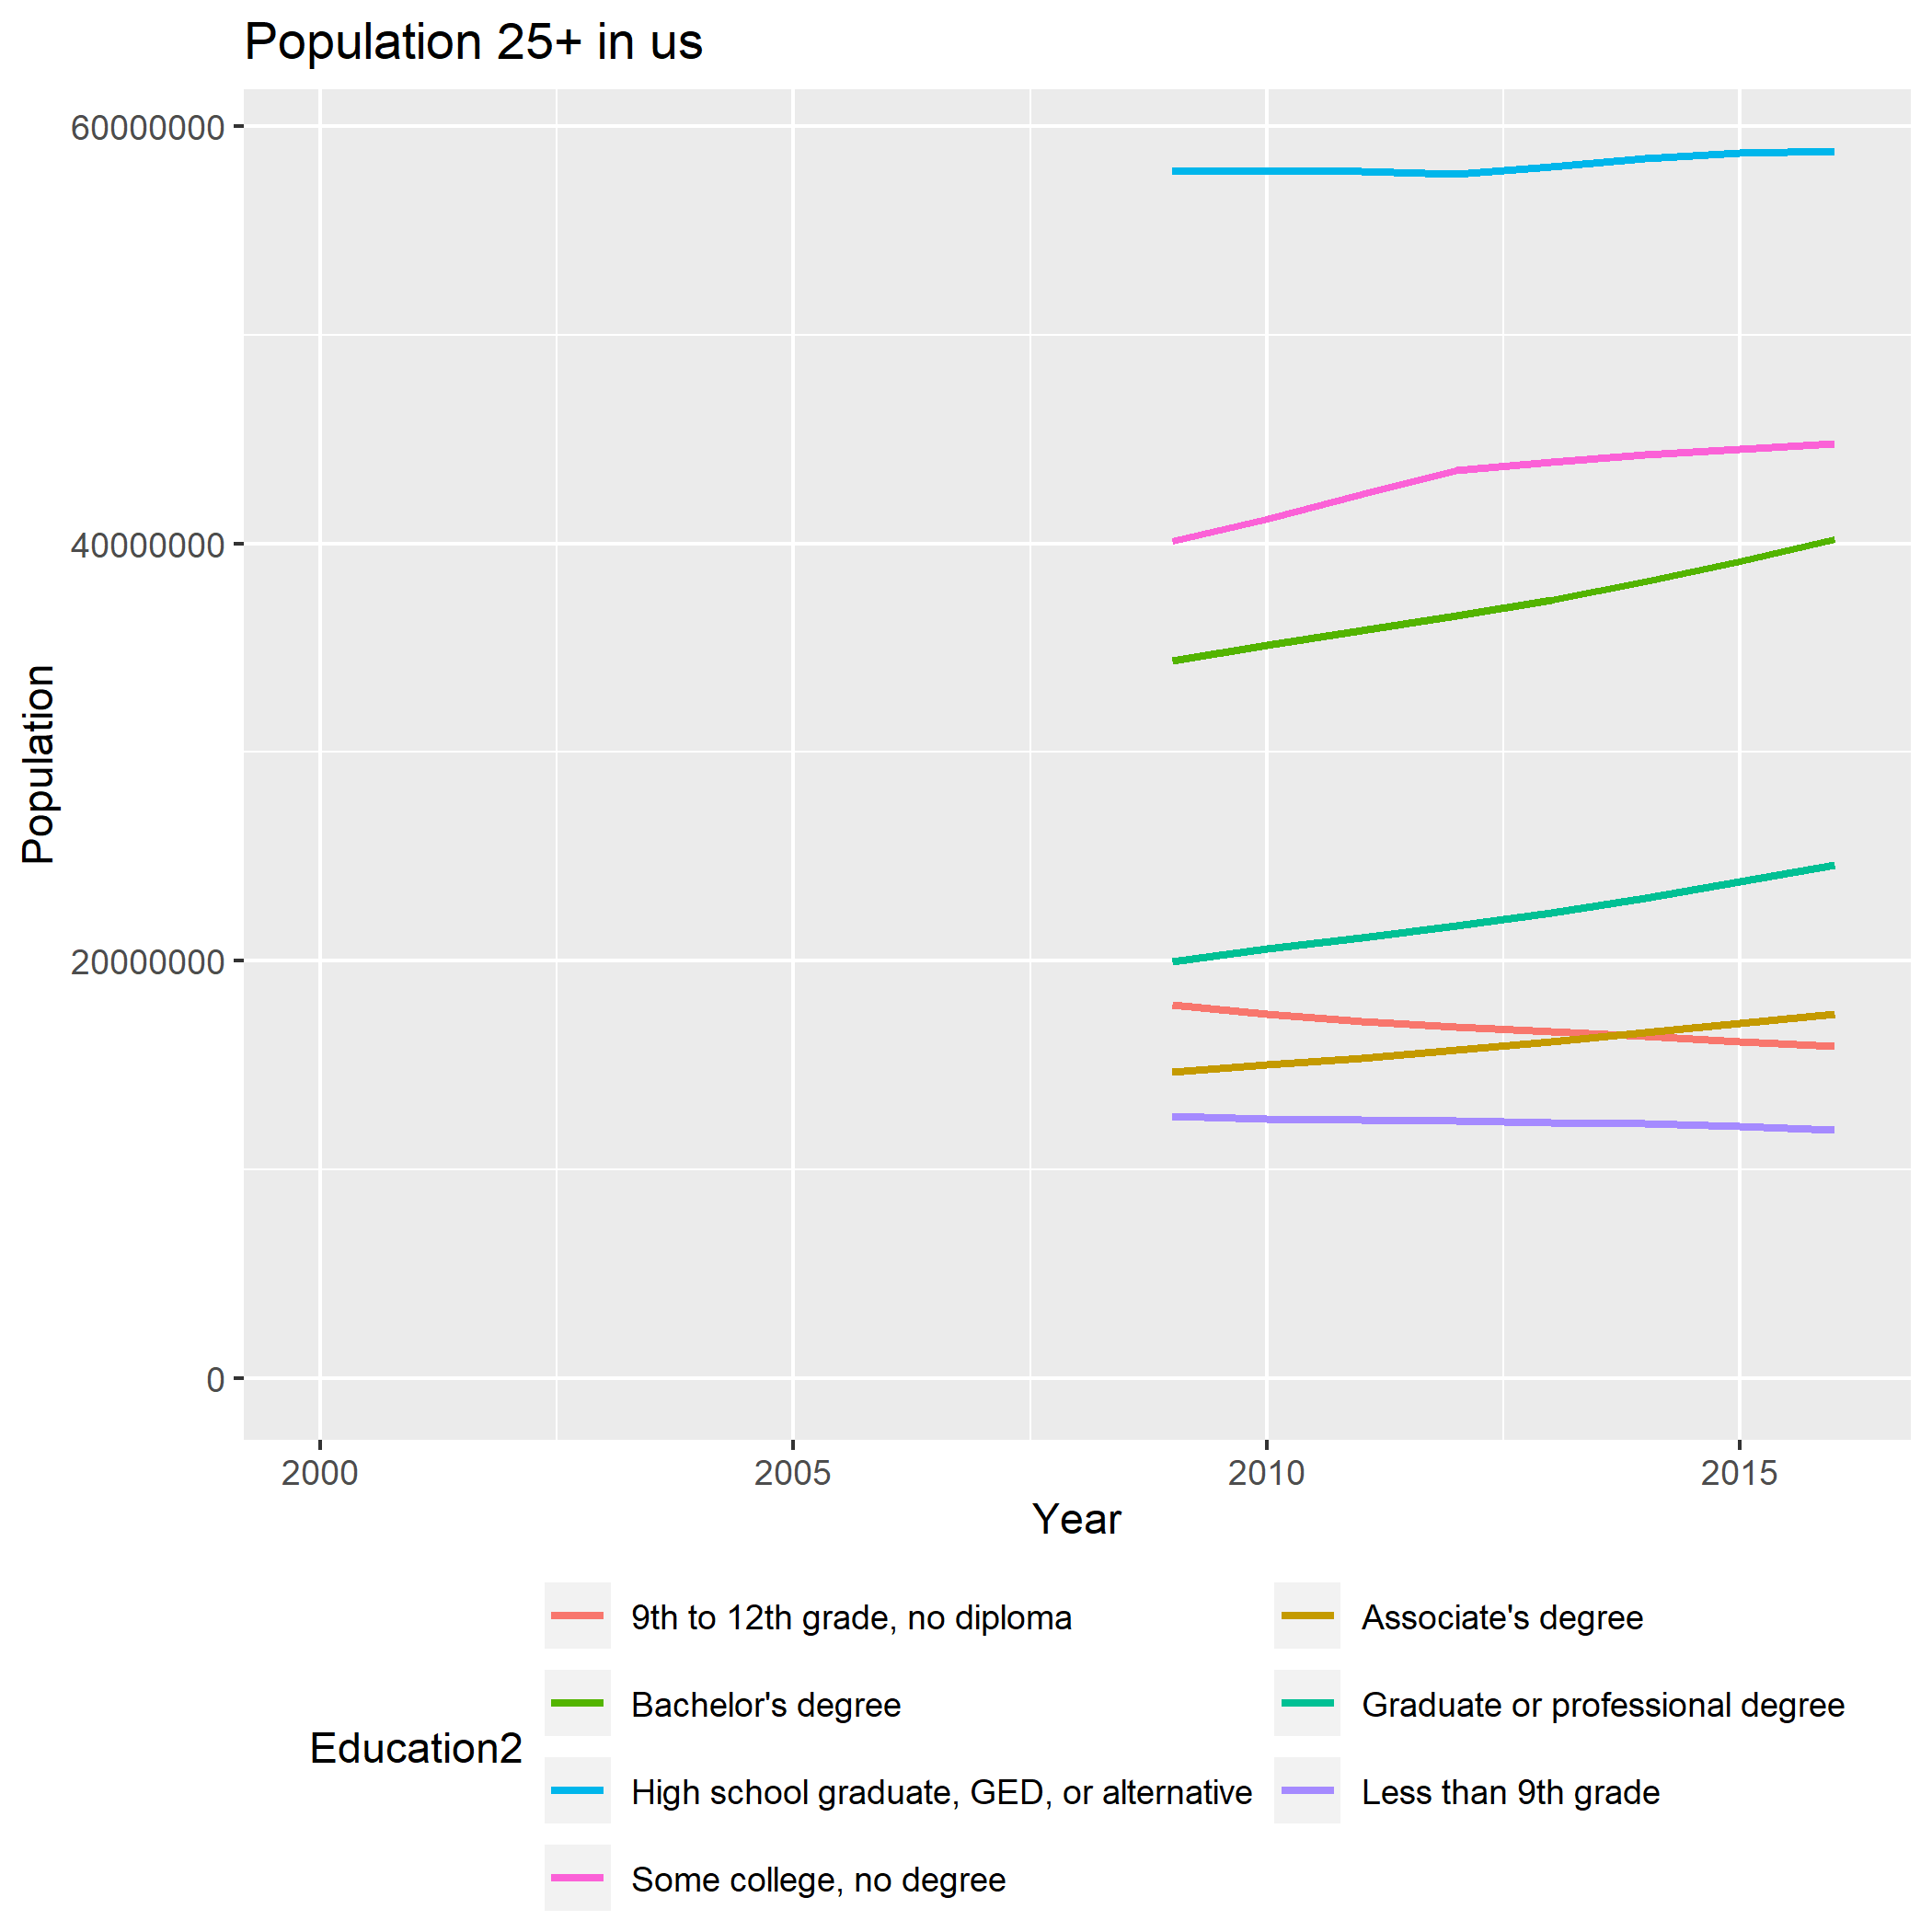 Population 25+ in us
60000000
40000000
20000000
0
Population
2000 2005 2010 2015
Year
Education2
9th to 12th grade, no diploma
Associate's degree
Bachelor's degree
Graduate or professional degree
High school graduate, GED, or alternative
Less than 9th grade
Some college, no degree